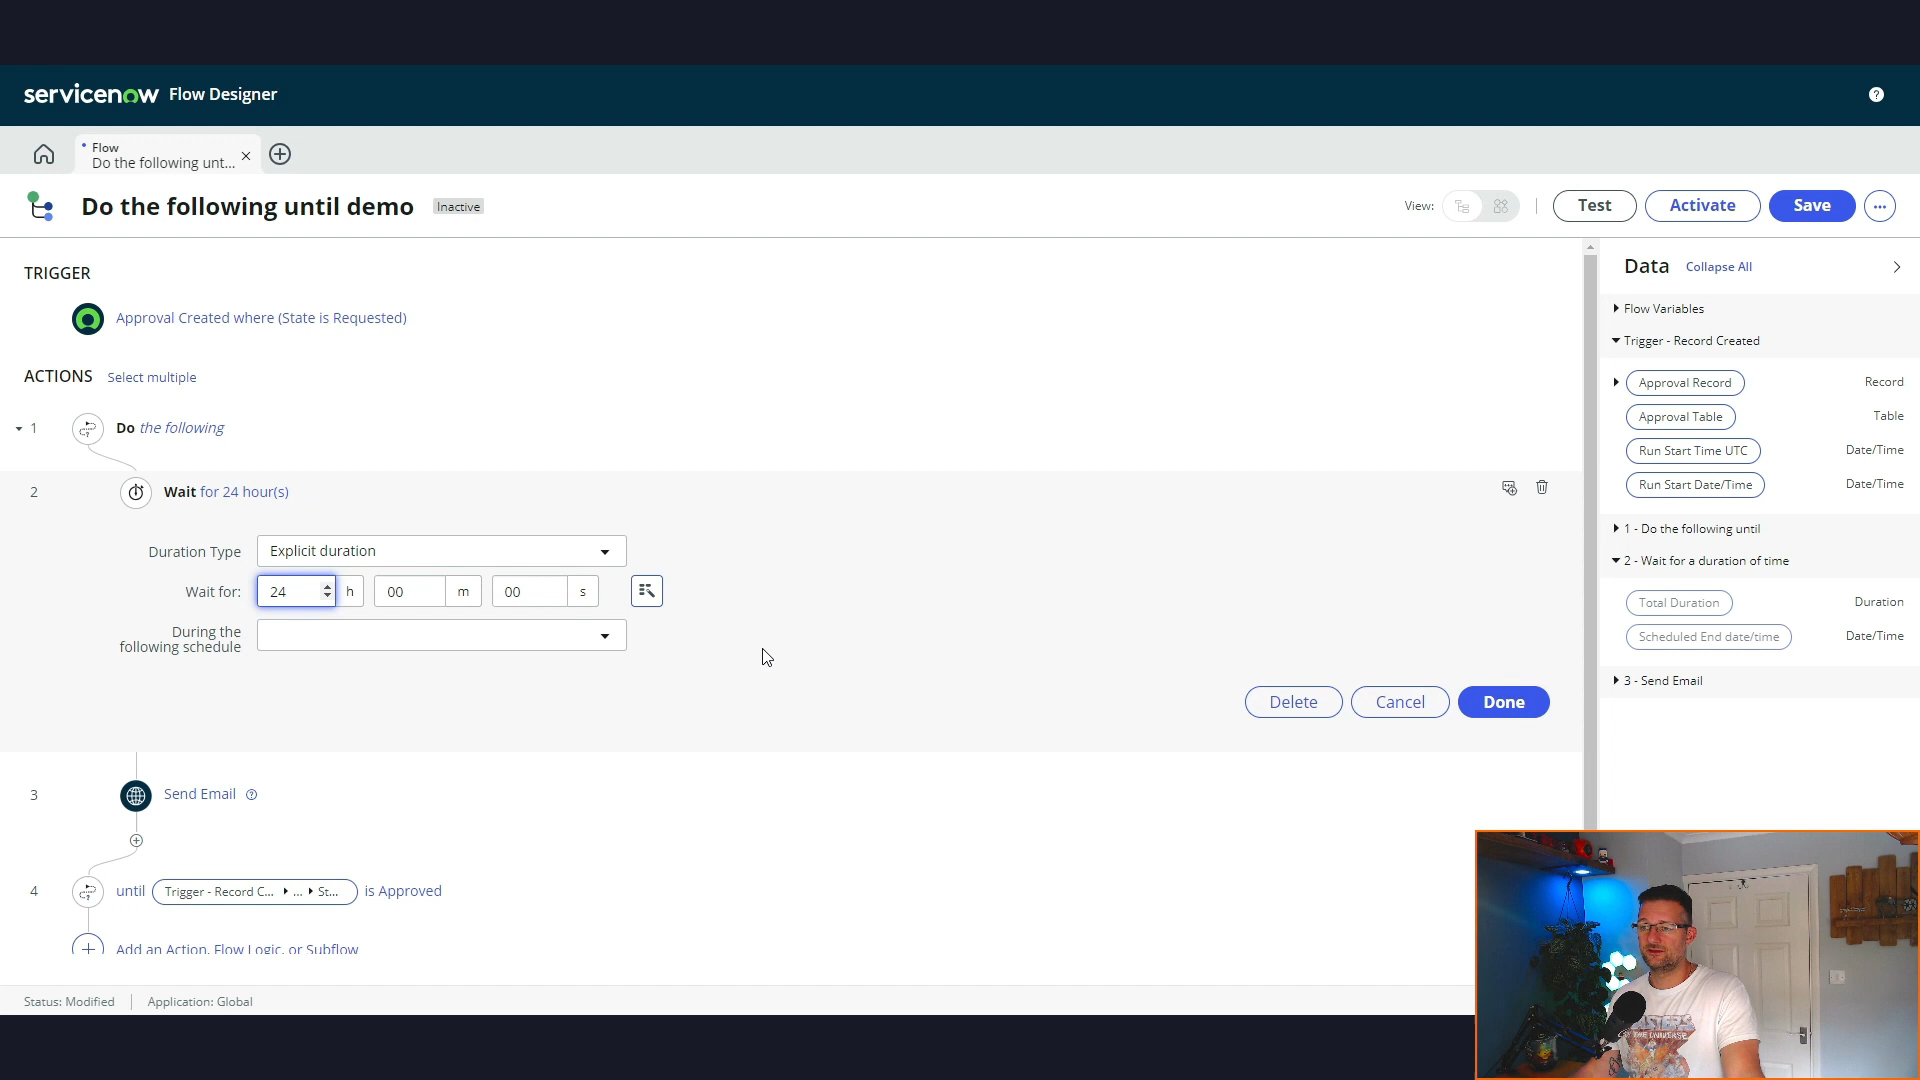 servicenow Flow Designer
?
Flow
Do the following unt...
Do the following until demo Inactive
View: Test Activate Save
TRIGGER
Approval Created where (State is Requested)
ACTIONS Select multiple
1 Do the following
2 Wait for 24 hour(s)
Duration Type Explicit duration
Wait for: 24 h 00 m 00 s
During the
following schedule
Delete Cancel Done
3 Send Email ?
4 until Trigger - Record C... ... St... is Approved
Add an Action, Flow Logic, or Subflow
Status: Modified Application: Global
Data Collapse All
Flow Variables
Trigger - Record Created
Approval Record Record
Approval Table Table
Run Start Time UTC Date/Time
Run Start Date/Time Date/Time
1 - Do the following until
2 - Wait for a duration of time
Total Duration Duration
Scheduled End date/time Date/Time
3 - Send Email